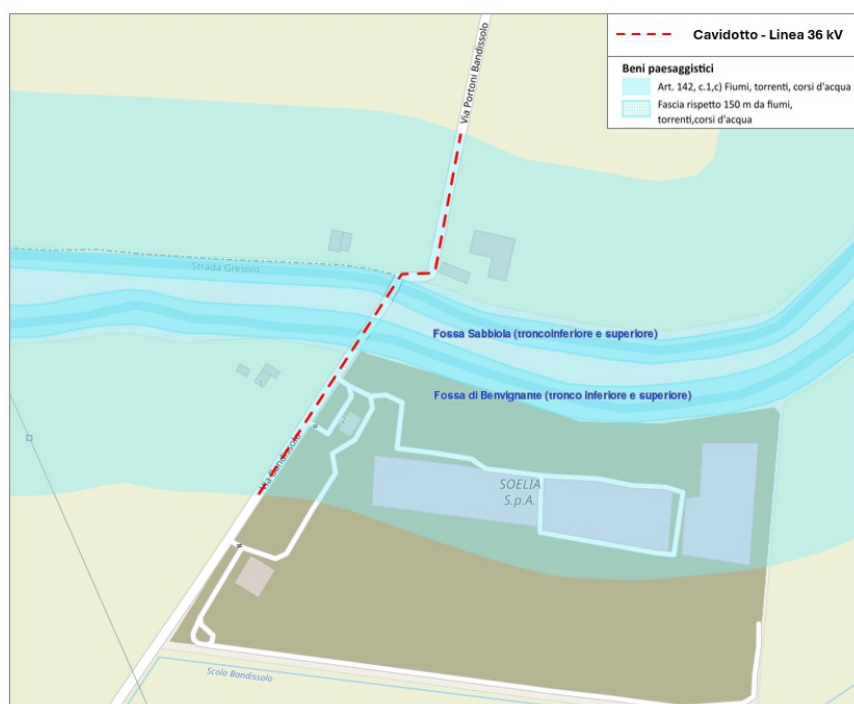 Cavidotto - Linea 36 kV
Beni paesaggistici
Art. 142, c.1,c) Fiumi, torrenti, corsi d'acqua
Fascia rispetto 150 m da fiumi,
torrenti,corsi d'acqua
Via Portoni Bandissolo
Strada Gresolo
Fossa Sabbiola (troncoinferiore e superiore)
Fossa di Benvignante (tronco inferiore e superiore)
Via Bandissolo
SOELIA
S.p.A.
Scolo Bandissolo